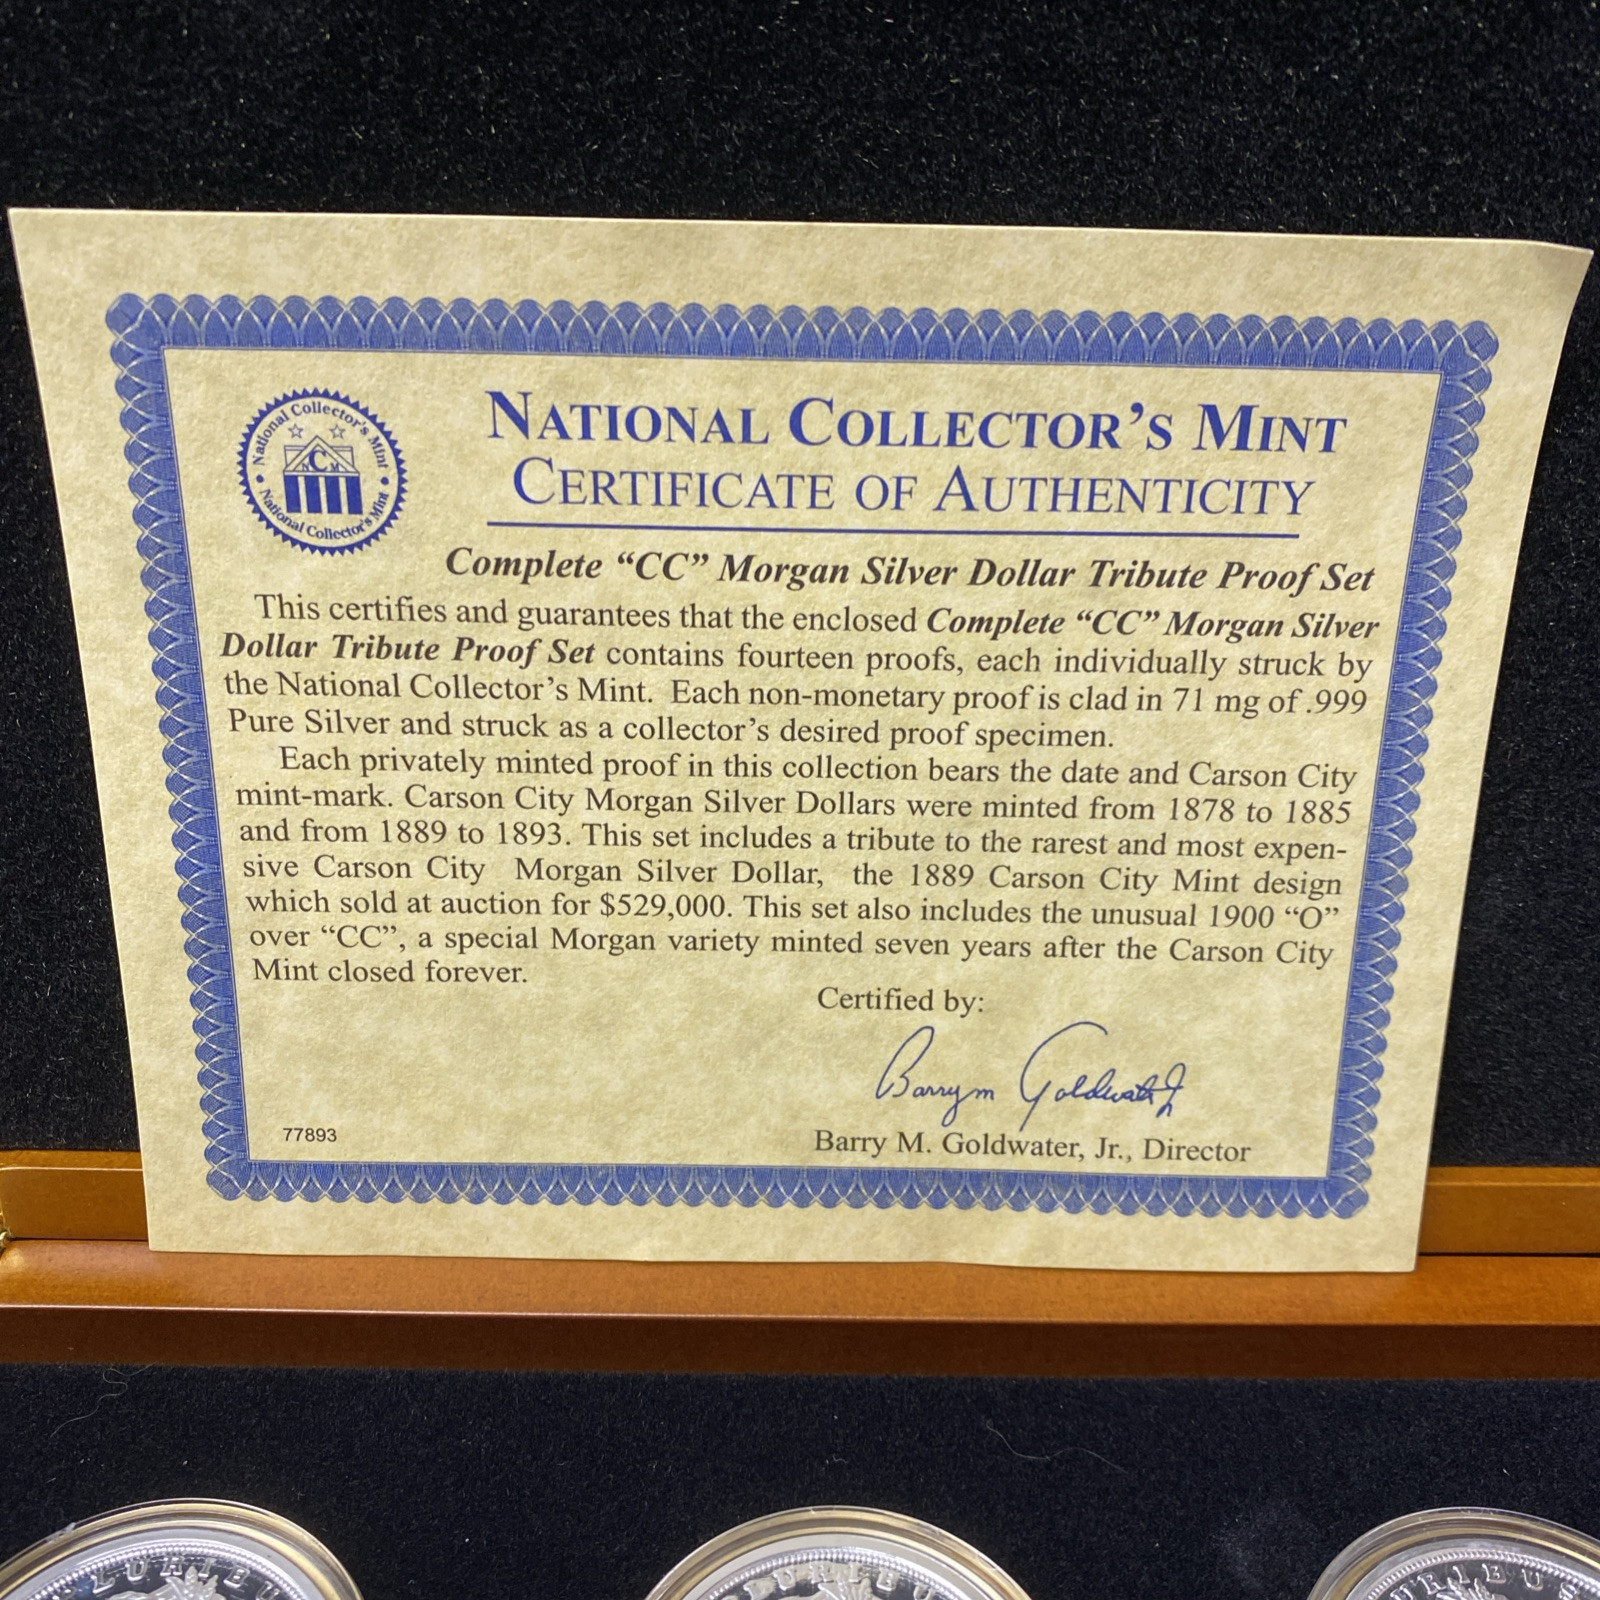 National Collector's Mint
NCM
National Collector's Mint
NATIONAL COLLECTOR'S MINT
CERTIFICATE OF AUTHENTICITY
Complete “CC” Morgan Silver Dollar Tribute Proof Set
This certifies and guarantees that the enclosed Complete “CC” Morgan Silver
Dollar Tribute Proof Set contains fourteen proofs, each individually struck by
the National Collector's Mint. Each non-monetary proof is clad in 71 mg of .999
Pure Silver and struck as a collector's desired proof specimen.
Each privately minted proof in this collection bears the date and Carson City
mint-mark. Carson City Morgan Silver Dollars were minted from 1878 to 1885
and from 1889 to 1893. This set includes a tribute to the rarest and most expen-
sive Carson City Morgan Silver Dollar, the 1889 Carson City Mint design
which sold at auction for $529,000. This set also includes the unusual 1900 “O”
over “CC”, a special Morgan variety minted seven years after the Carson City
Mint closed forever.
Certified by:
Barry M Goldwater Jr
Barry M. Goldwater, Jr., Director
77893
PLURIBU
PLURIBU
URIBUS